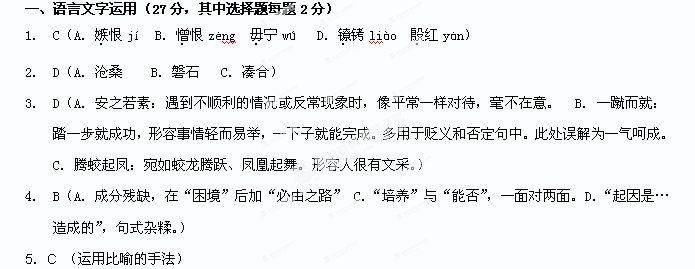 一、语言文字运用（27 分，其中选择题每题 2 分）
1. C（A. 嫉恨 jí B. 憎恨 zēng 毋宁 wú D. 镣铐 liào 殷红 yān）
2. D（A. 沧桑 B. 磐石 C. 凑合）
3. D（A. 安之若素：遇到不顺利的情况或反常现象时，像平常一样对待，毫不在意。 B. 一蹴而就：
踏一步就成功，形容事情轻而易举，一下子就能完成。多用于贬义和否定句中。此处误解为一气呵成。
C. 腾蛟起凤：宛如蛟龙腾跃、凤凰起舞。形容人很有文采。）
4. B（A. 成分残缺，在“困境”后加“必由之路” C.“培养”与“能否”，一面对两面。D.“起因是…
造成的”，句式杂糅。）
5. C （运用比喻的手法）